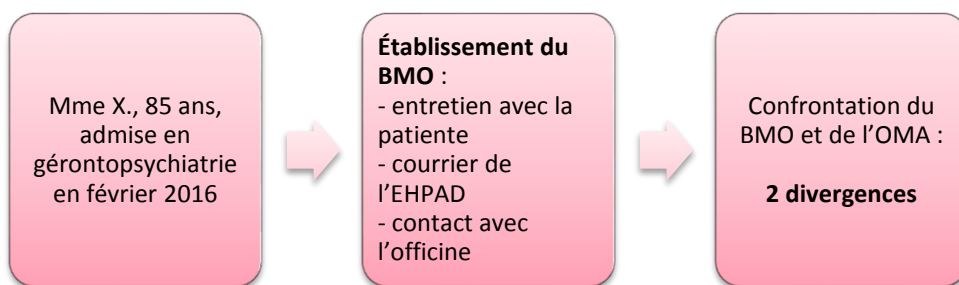 Mme X., 85 ans,
admise en
gérontopsychiatrie
en février 2016
Établissement du
BMO :
- entretien avec la
patiente
- courrier de
l'EHPAD
- contact avec
l'officine
Confrontation du
BMO et de l'OMA :
2 divergences